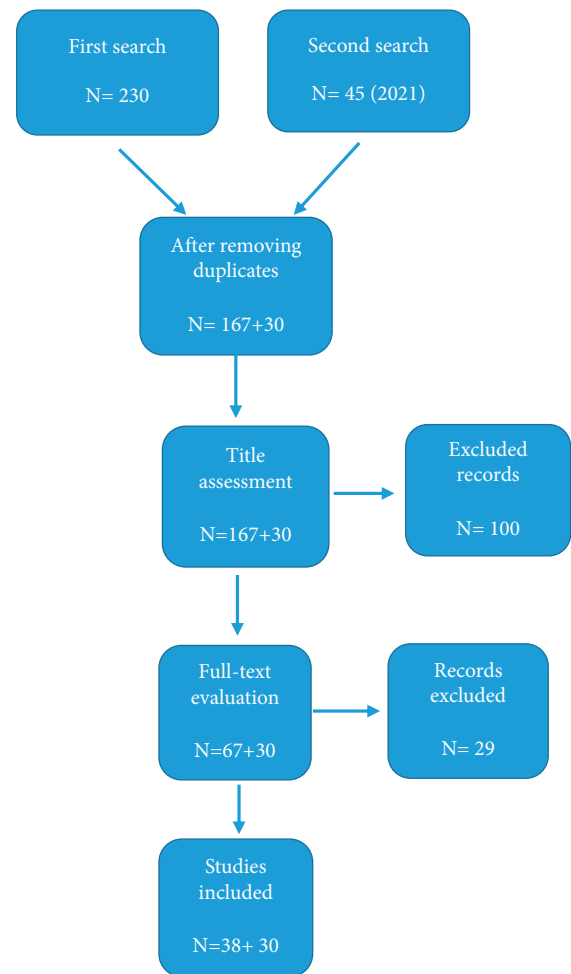 First search
N= 230
Second search
N= 45 (2021)
After removing
duplicates
N= 167+30
Title
assessment
N=167+30
Excluded
records
N= 100
Full-text
evaluation
N=67+30
Records
excluded
N= 29
Studies
included
N=38+ 30